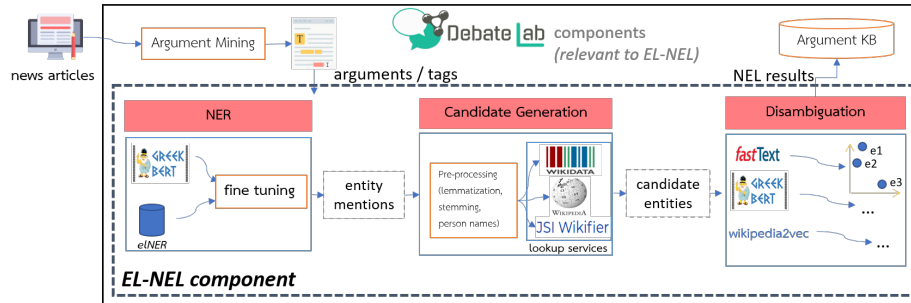 news articles
Argument Mining
T
Debate Lab components
(relevant to EL-NEL)
Argument KB
arguments / tags
NEL results
NER
GREEK
BERT
fine tuning
elNER
entity
mentions
Candidate Generation
Pre-processing
(lemmatization,
stemming,
person names)
WIKIDATA
WIKIPEDIA
JSI Wikifier
lookup services
candidate
entities
Disambiguation
fastText
e1
e2
e3
GREEK
BERT
...
wikipedia2vec
...
EL-NEL component